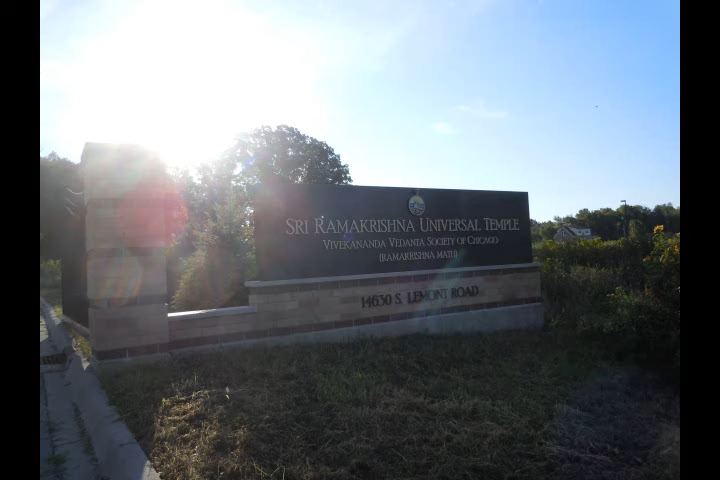 SRI RAMAKRISHNA UNIVERSAL TEMPLE
VIVEKANANDA VEDANTA SOCIETY OF CHICAGO
(RAMAKRISHNA MATH)
14630 S. LEMONT ROAD